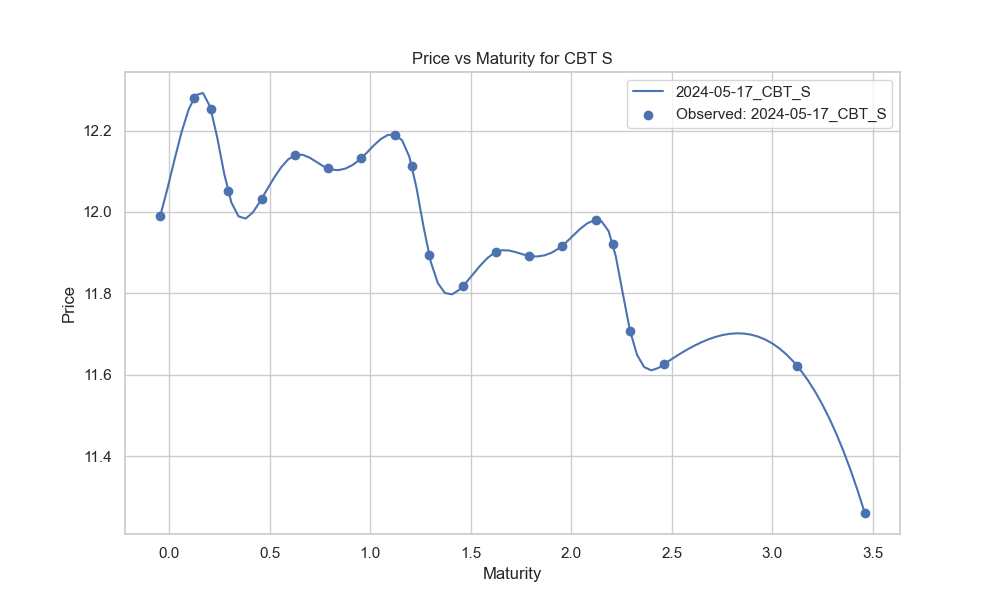 Price vs Maturity for CBT S
2024-05-17_CBT_S
Observed: 2024-05-17_CBT_S
Price
12.2
12.0
11.8
11.6
11.4
0.0 0.5 1.0 1.5 2.0 2.5 3.0 3.5
Maturity